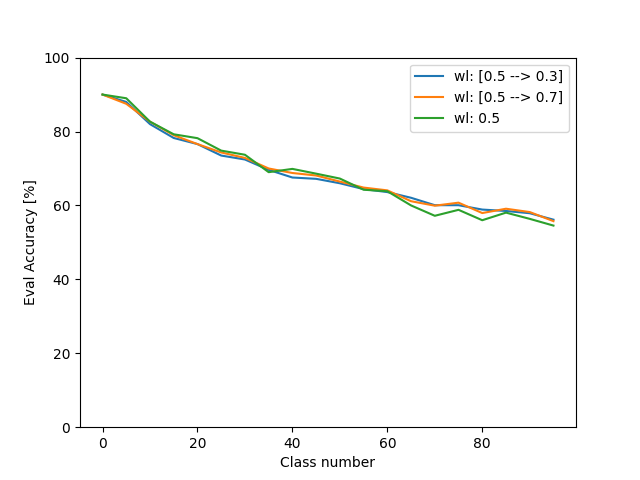 wl: [0.5 --> 0.3]
wl: [0.5 --> 0.7]
wl: 0.5
Eval Accuracy [%]
100
80
60
40
20
0
0 20 40 60 80
Class number